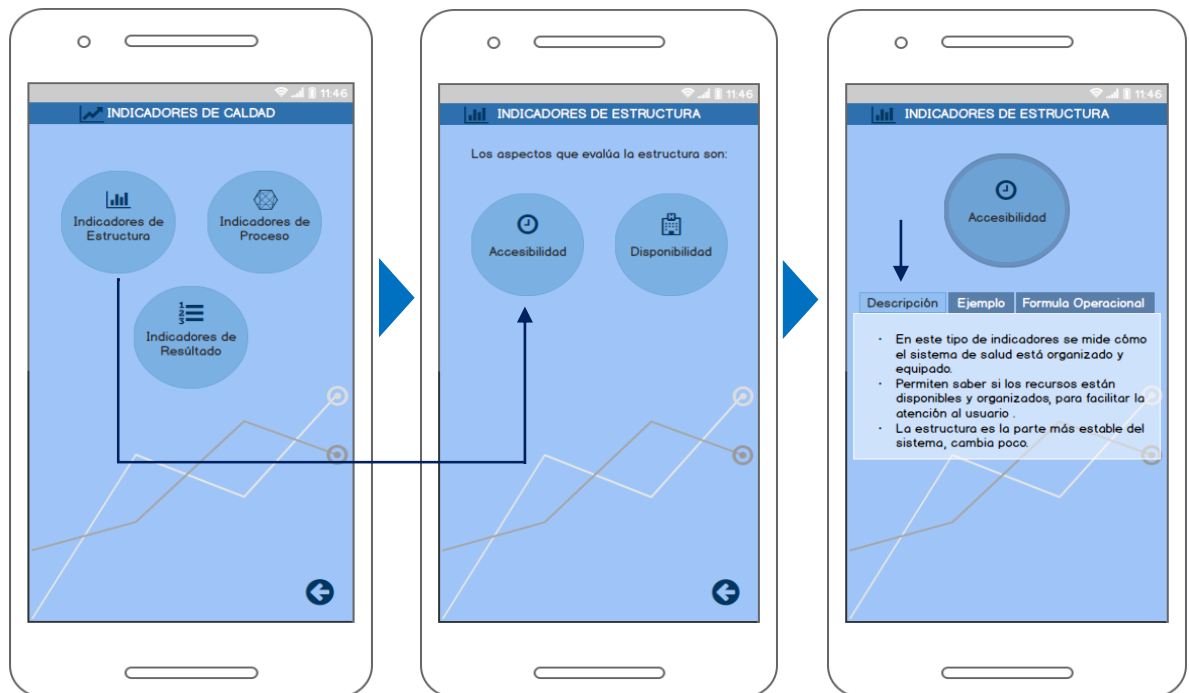 11:46
INDICADORES DE CALDAD
Indicadores de
Estructura
Indicadores de
Proceso
1
2
3
Indicadores de
Resúltado
11:46
INDICADORES DE ESTRUCTURA
Los aspectos que evalúa la estructura son:
Accesibilidad
H
Disponibilidad
11:46
INDICADORES DE ESTRUCTURA
Accesibilidad
Descripción Ejemplo Formula Operacional
· En este tipo de indicadores se mide cômo
el sistema de salud está organizado y
equipado.
· Permiten saber si los recursos están
disponibles y organizados, para facilitar la
atención al usuario .
· La estructura es la parte más estable del
sistema, cambia poco.